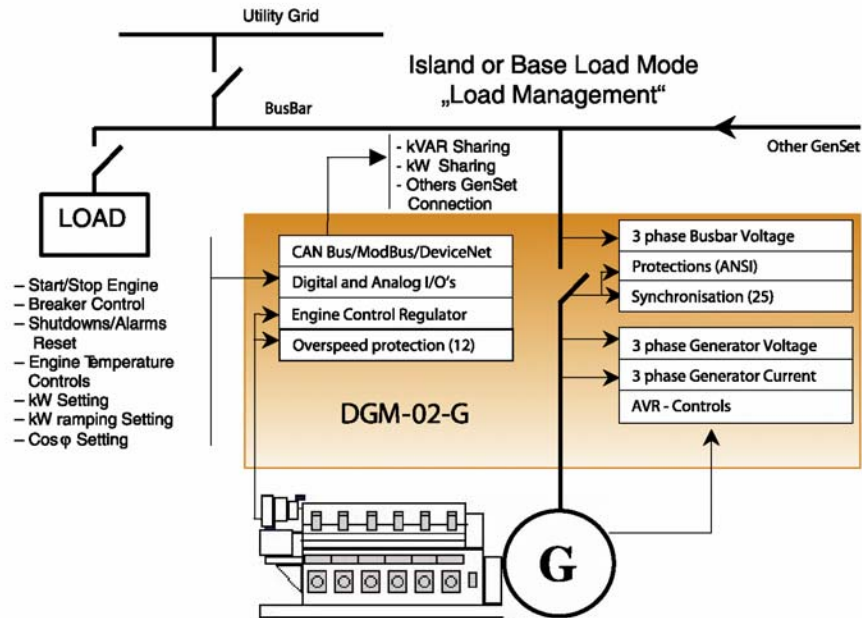 Utility Grid
Island or Base Load Mode
„Load Management“
BusBar
Other GenSet
- kVAR Sharing
- kW Sharing
- Others GenSet
Connection
LOAD
CAN Bus/ModBus/DeviceNet
Digital and Analog I/O's
Engine Control Regulator
Overspeed protection (12)
3 phase Busbar Voltage
Protections (ANSI)
Synchronisation (25)
– Start/Stop Engine
– Breaker Control
– Shutdowns/Alarms
Reset
– Engine Temperature
Controls
– kW Setting
– kW ramping Setting
– Cos φ Setting
3 phase Generator Voltage
3 phase Generator Current
AVR - Controls
DGM-02-G
G